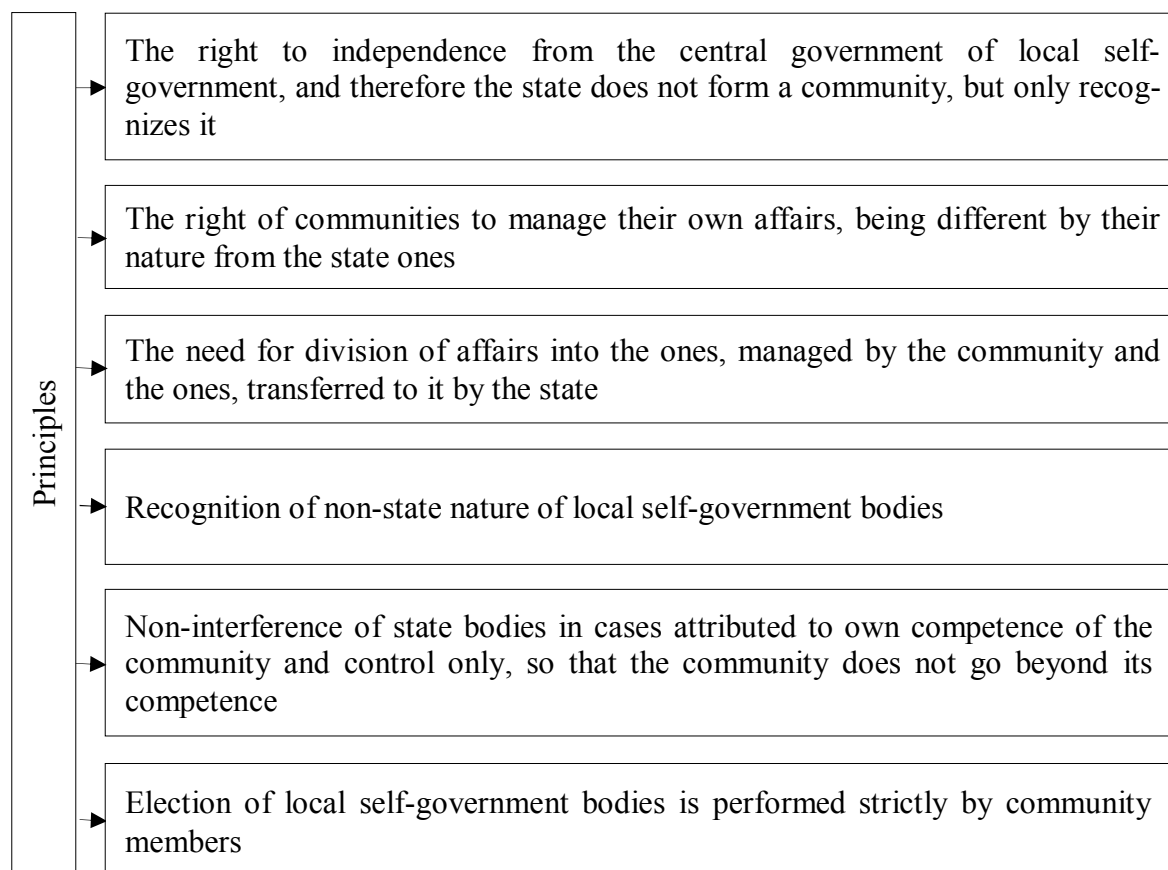 Principles
The right to independence from the central government of local self-
government, and therefore the state does not form a community, but only recog-
nizes it
The right of communities to manage their own affairs, being different by their
nature from the state ones
The need for division of affairs into the ones, managed by the community and
the ones, transferred to it by the state
Recognition of non-state nature of local self-government bodies
Non-interference of state bodies in cases attributed to own competence of the
community and control only, so that the community does not go beyond its
competence
Election of local self-government bodies is performed strictly by community
members